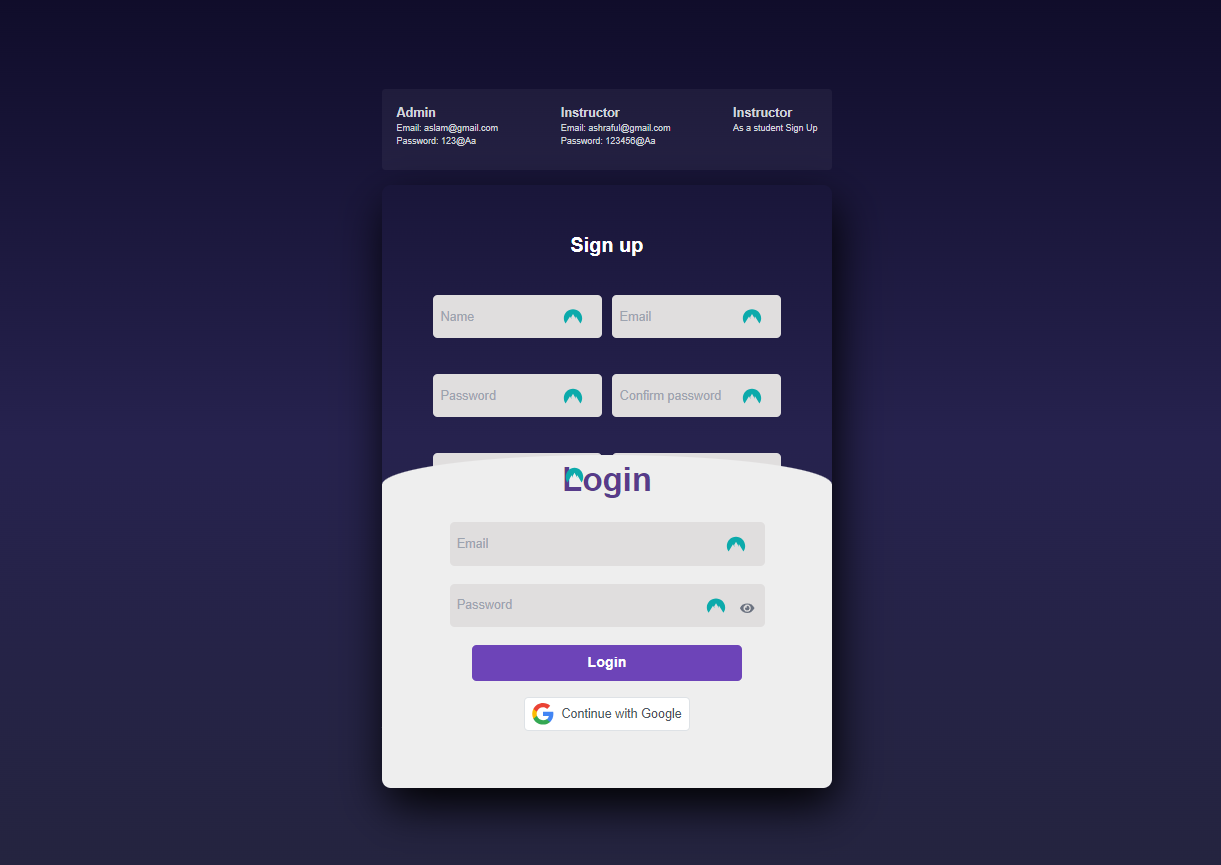 Admin
Email: aslam@gmail.com
Password: 123@Aa
Instructor
Email: ashraful@gmail.com
Password: 123456@Aa
Instructor
As a student Sign Up
Sign up
Name
Email
Password
Confirm password
Login
Email
Password
Login
Continue with Google